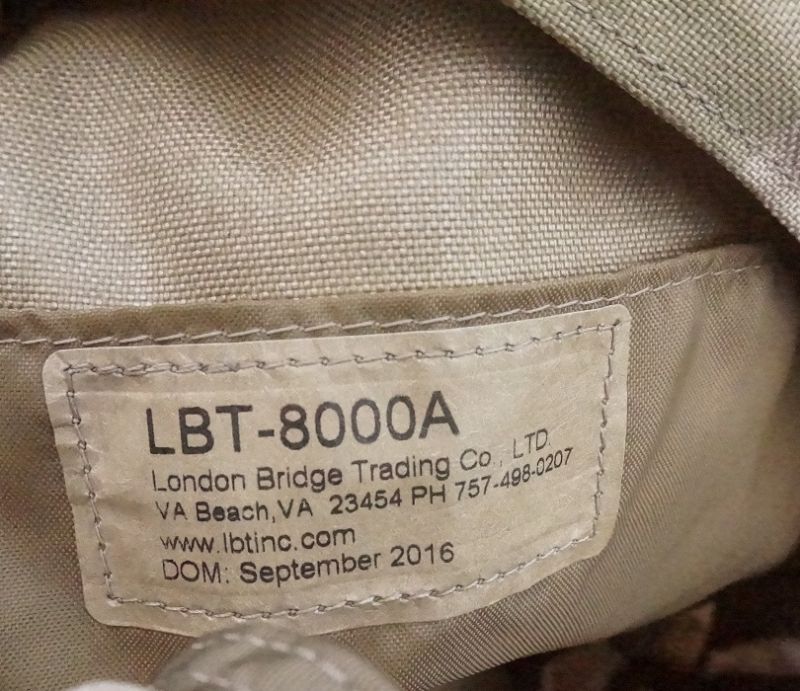 LBT-8000A
London Bridge Trading Co., LTD.
VA Beach,VA 23454 PH 757-498-0207
www.lbtinc.com
DOM: September 2016